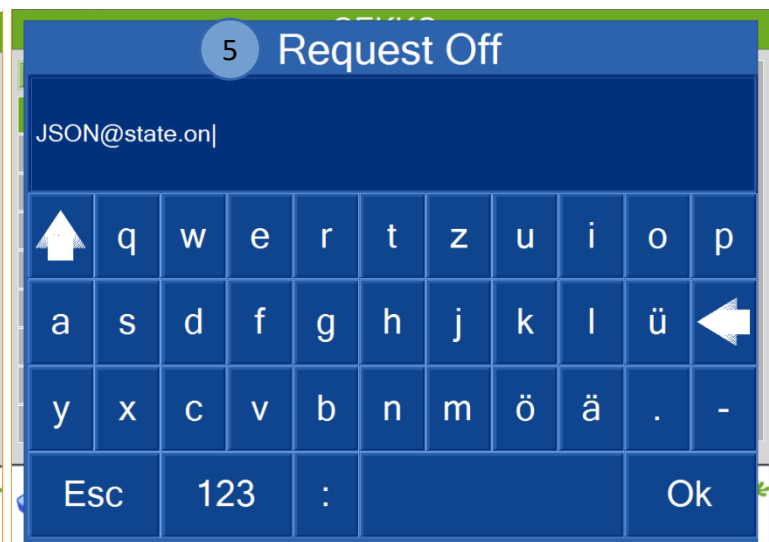 5 Request Off
JSON@state.on|
q w e r t z u i o p
a s d f g h j k l ü
y x c v b n m ö ä . -
Esc 123 : Ok